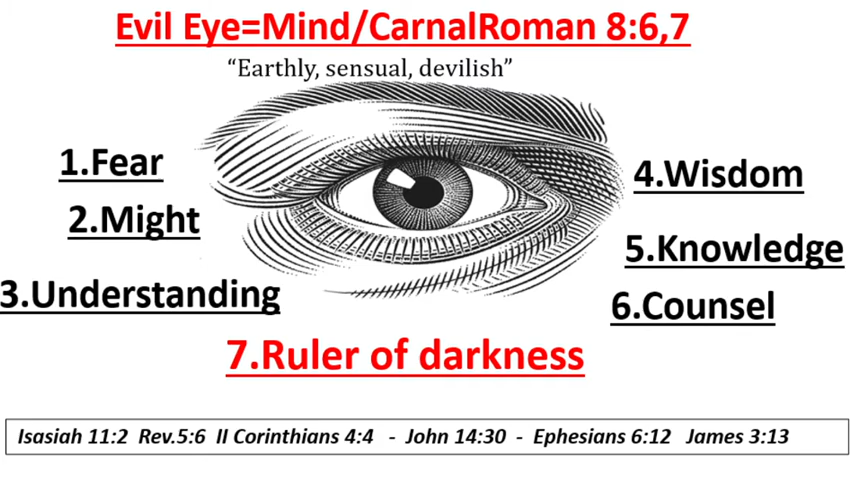 Evil Eye=Mind/CarnalRoman 8:6,7
“Earthly, sensual, devilish”
1.Fear
2.Might
3.Understanding
4.Wisdom
5.Knowledge
6.Counsel
7.Ruler of darkness
Isasiah 11:2 Rev.5:6 II Corinthians 4:4 - John 14:30 - Ephesians 6:12 James 3:13